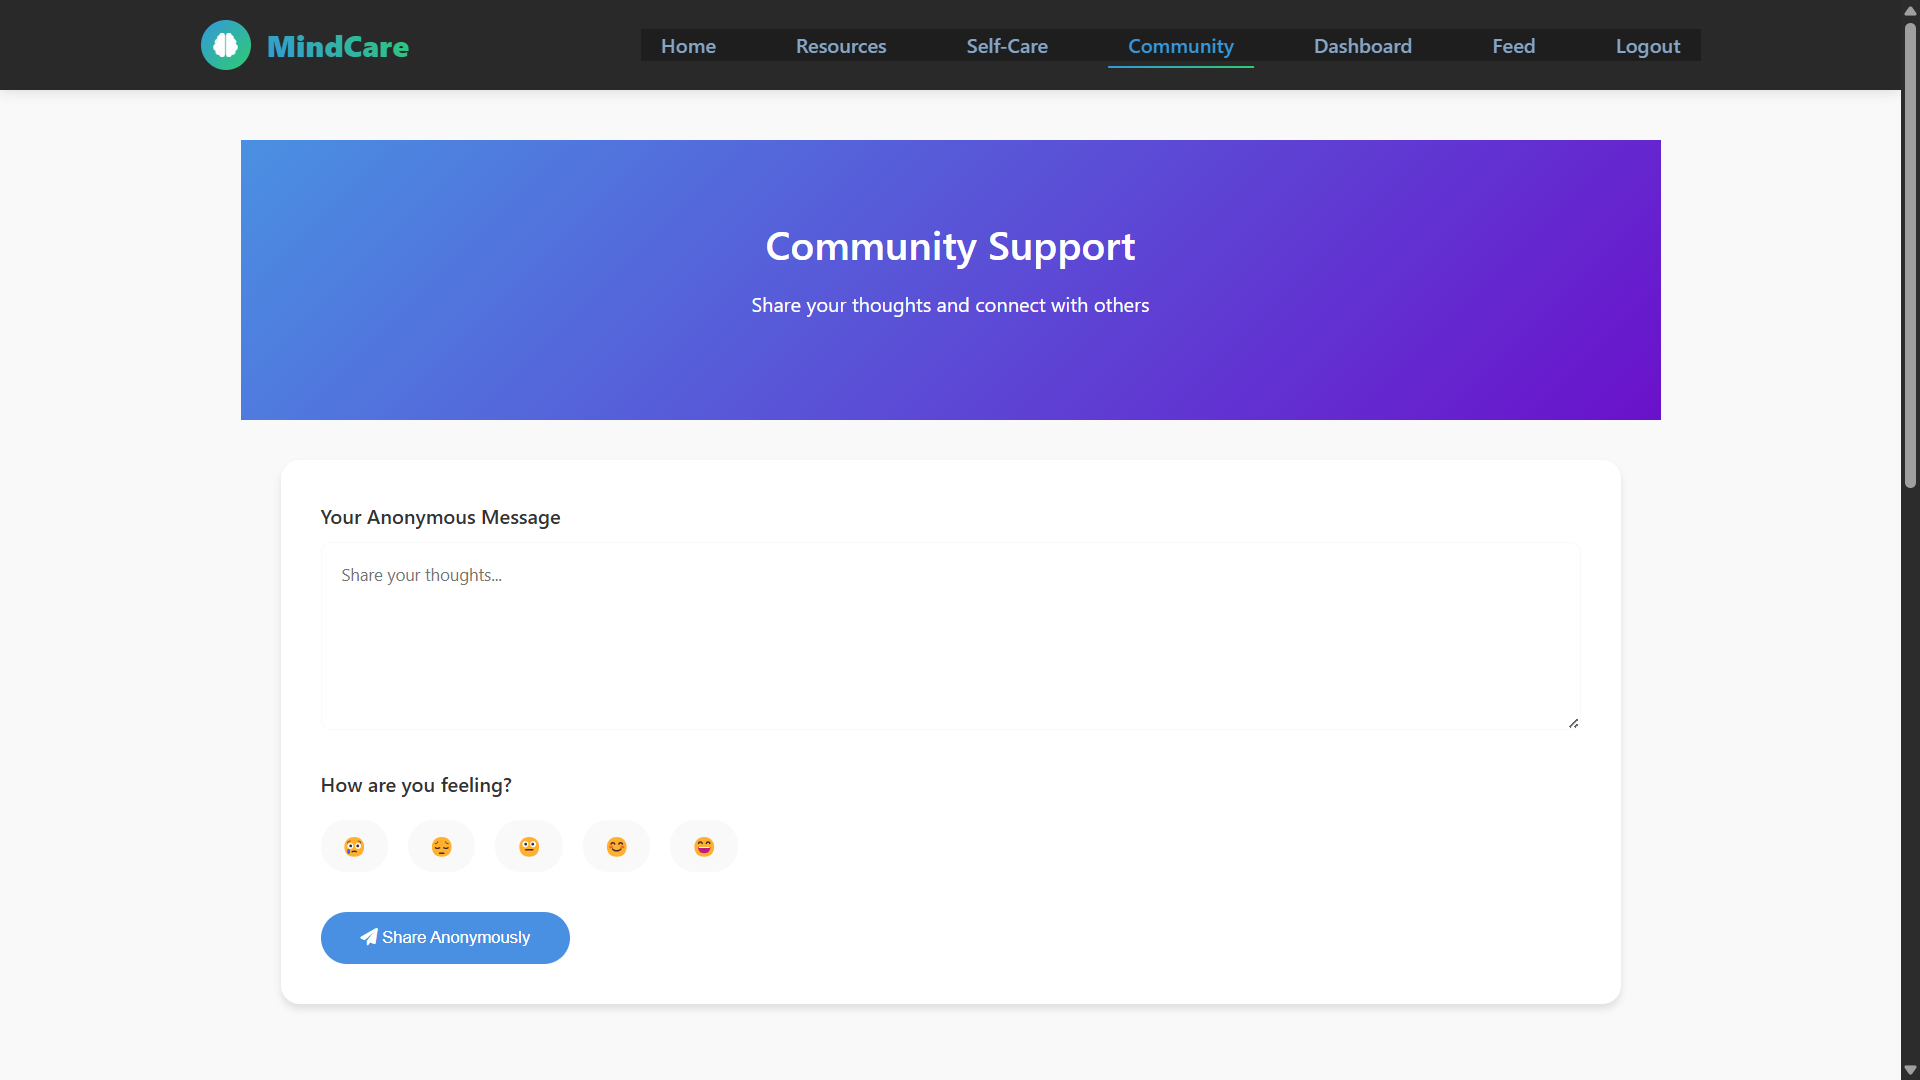 MindCare
Home Resources Self-Care Community Dashboard Feed Logout
Community Support
Share your thoughts and connect with others
Your Anonymous Message
Share your thoughts...
How are you feeling?
Share Anonymously